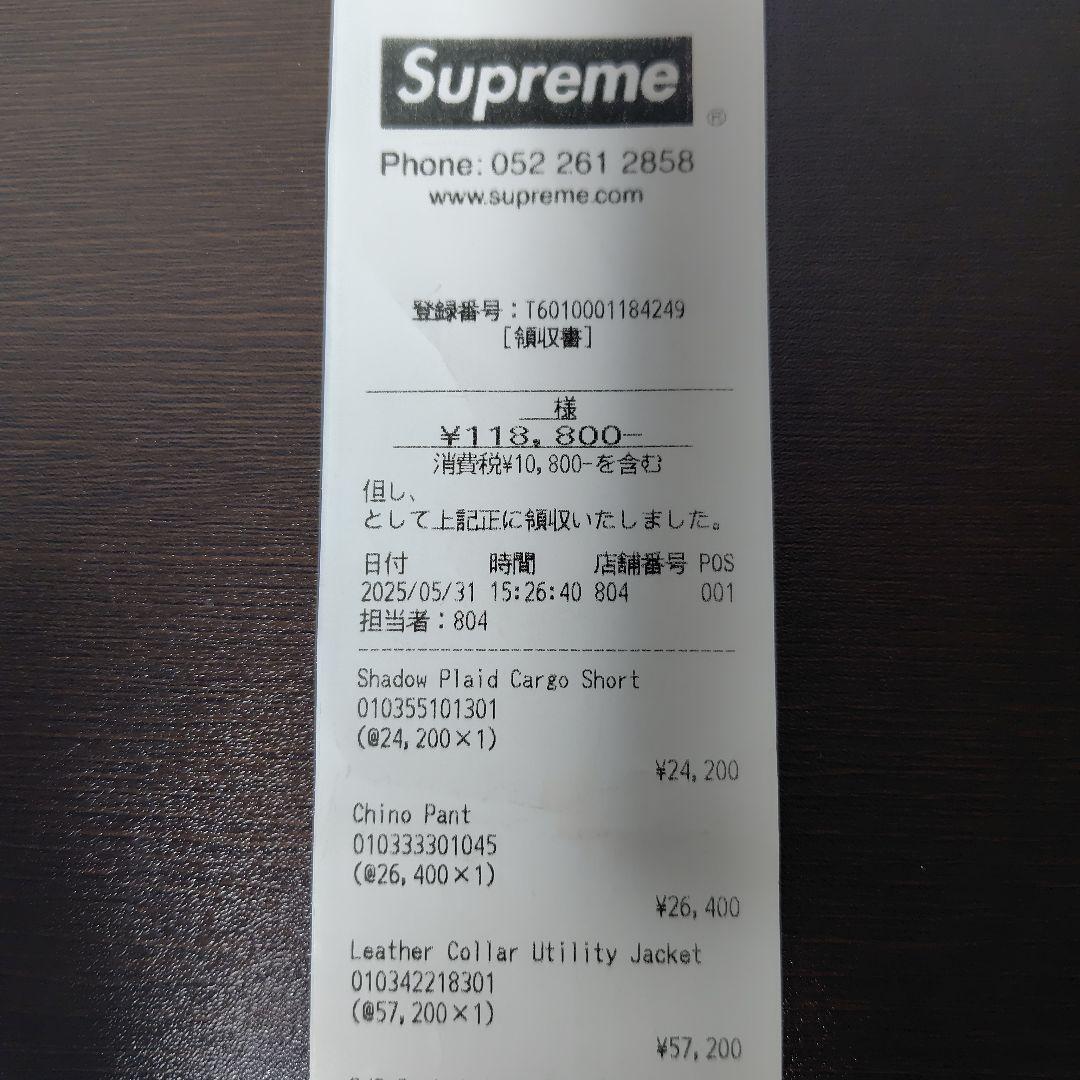 Supreme
®
Phone: 052 261 2858
www.supreme.com
登録番号：T6010001184249
[領収書]
様
¥118,800-
消費税¥10,800-を含む
但し、
として上記正に領収いたしました。
日付 時間 店舗番号 POS
2025/05/31 15:26:40 804 001
担当者：804
Shadow Plaid Cargo Short
010355101301
(@24,200×1)
¥24,200
Chino Pant
010333301045
(@26,400×1)
¥26,400
Leather Collar Utility Jacket
010342218301
(@57,200×1)
¥57,200